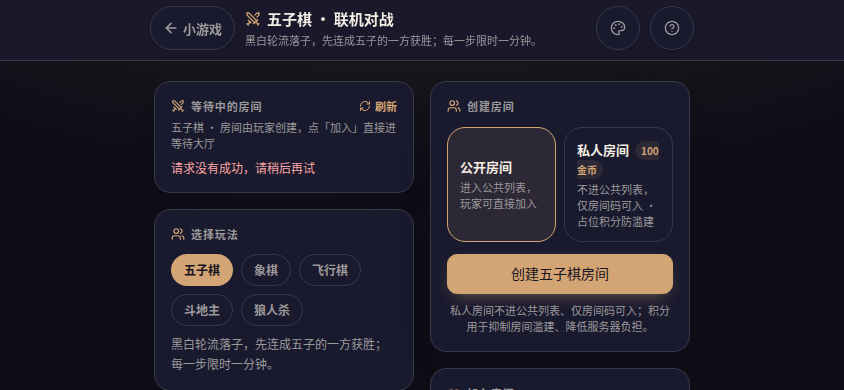 小游戏
五子棋 · 联机对战
黑白轮流落子，先连成五子的一方获胜；每一步限时一分钟。
等待中的房间
刷新
五子棋 · 房间由玩家创建，点「加入」直接进
等待大厅
请求没有成功，请稍后再试
选择玩法
五子棋
象棋
飞行棋
斗地主
狼人杀
黑白轮流落子，先连成五子的一方获胜；
每一步限时一分钟。
创建房间
公开房间
进入公共列表，
玩家可直接加入
私人房间 100
金币
不进公共列表，
仅房间码可入 ·
占位积分防滥建
创建五子棋房间
私人房间不进公共列表、仅房间码可入；积分
用于抑制房间滥建、降低服务器负担。